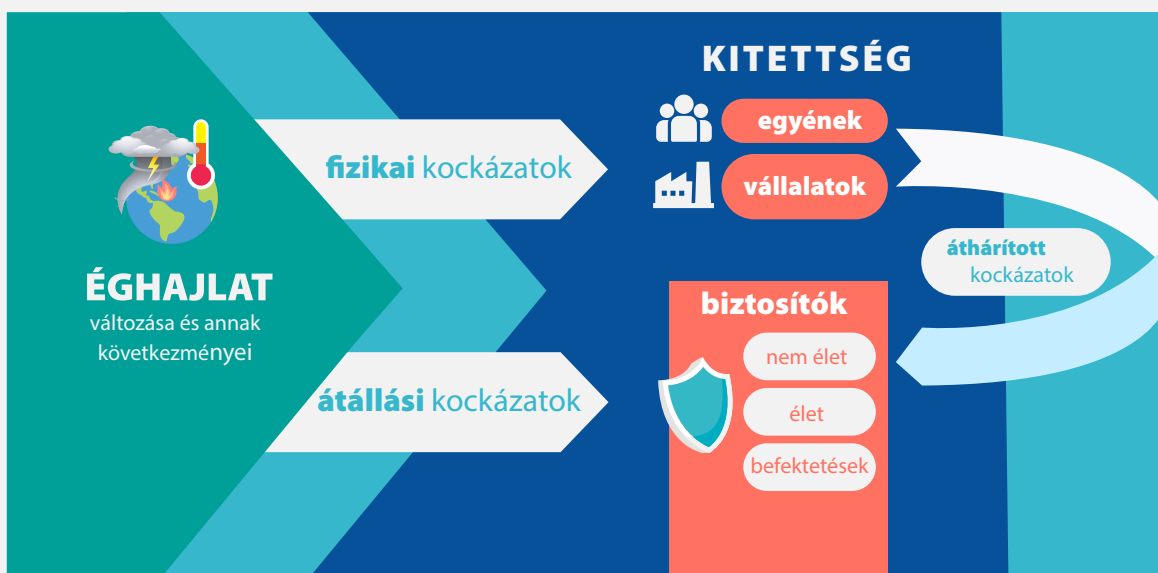 ÉGHAJLAT
változása és annak
következményei
fizikai kockázatok
átállási kockázatok
KITETTSÉG
egyének
vállalatok
áthárított
kockázatok
biztosítók
nem élet
élet
befektetések